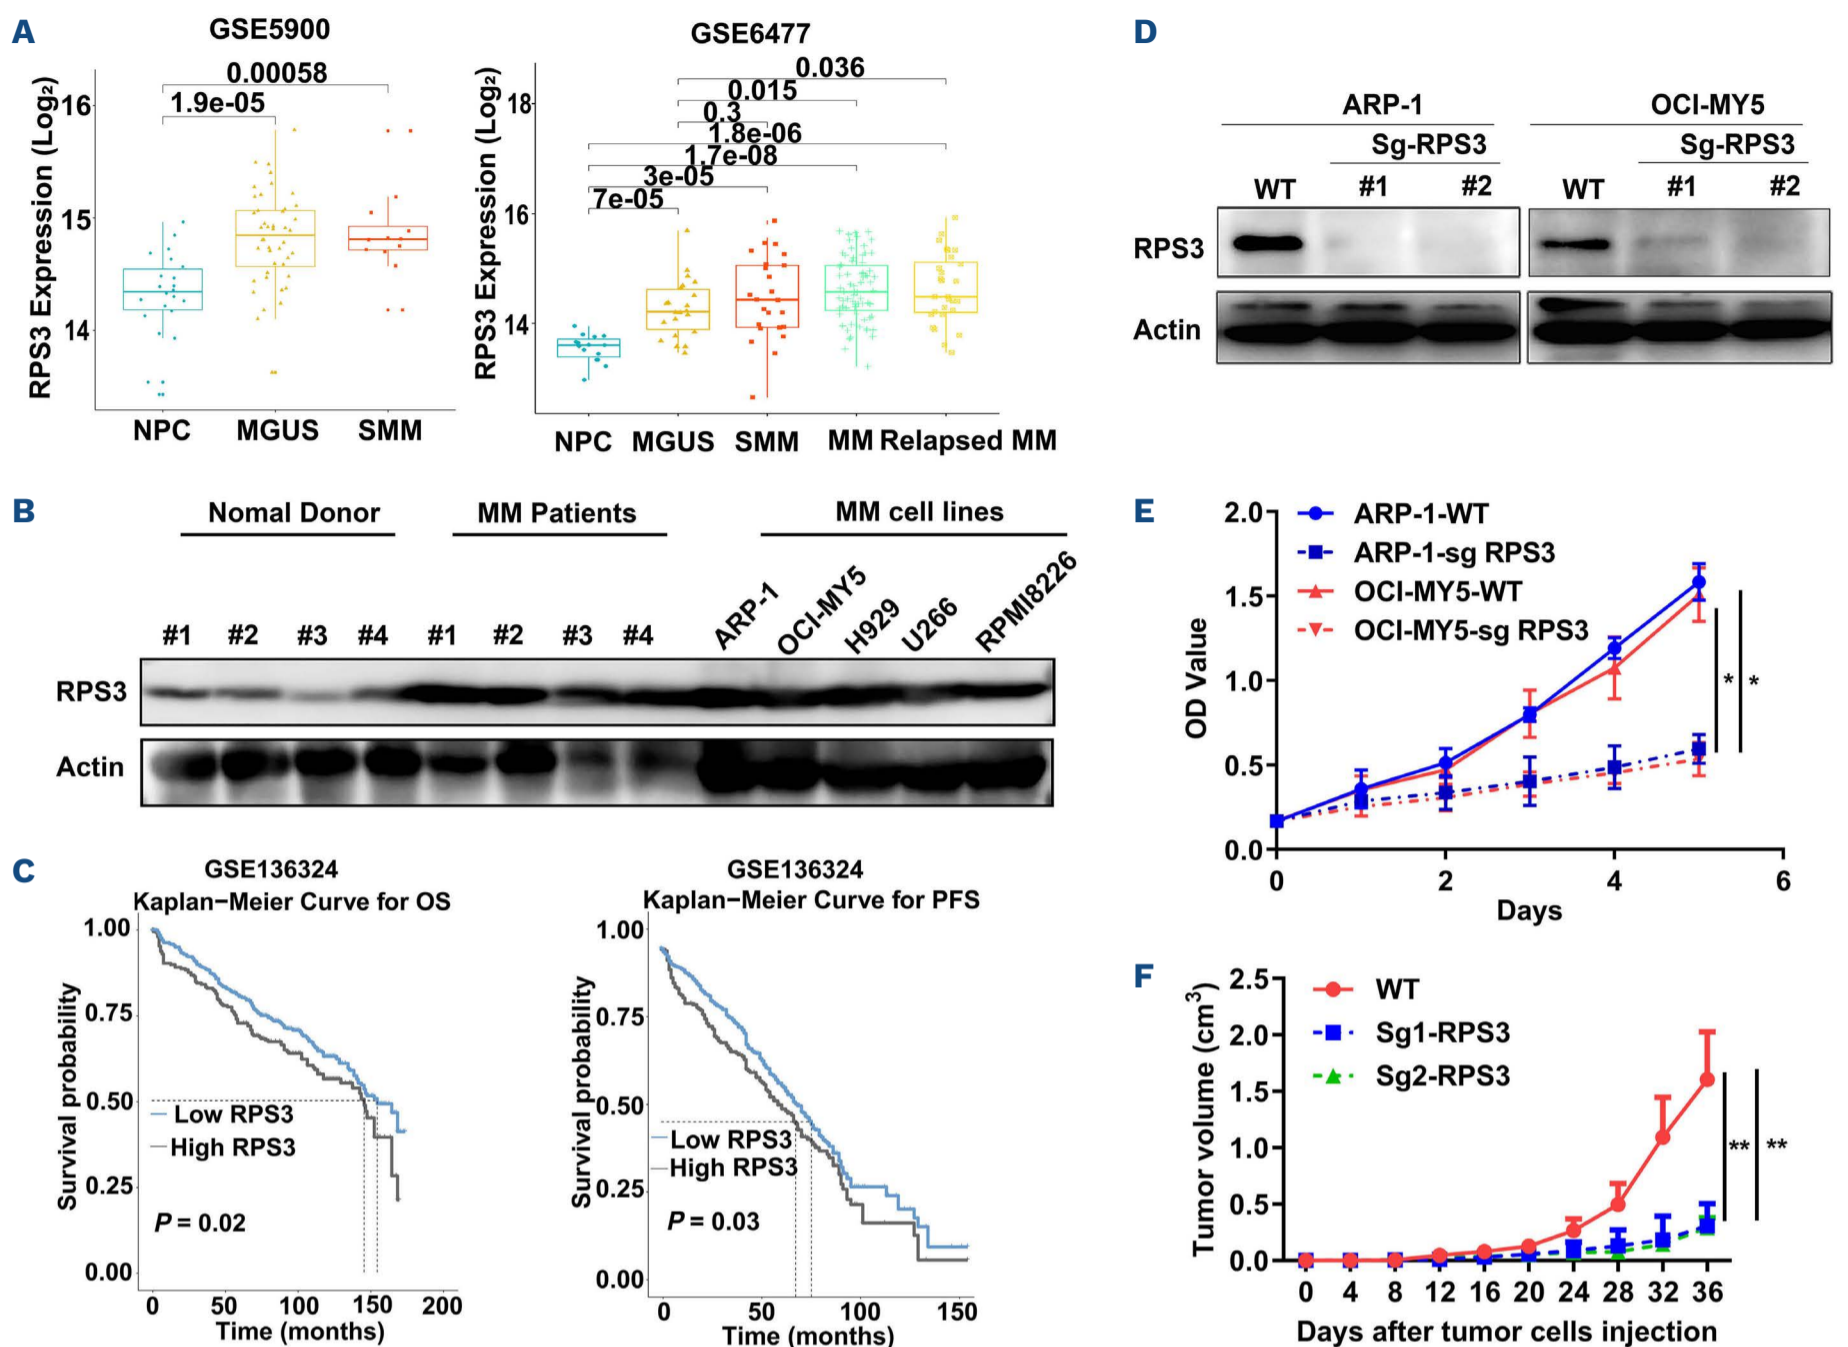 A
GSE5900
RPS3 Expression (Log₂)
16
15
14
0.00058
1.9e-05
NPC MGUS SMM
GSE6477
RPS3 Expression (Log₂)
18
16
14
0.036
0.015
0.3
1.8e-06
1.7e-08
3e-05
7e-05
NPC MGUS SMM MM Relapsed MM
B
Nomal Donor MM Patients MM cell lines
#1 #2 #3 #4 #1 #2 #3 #4 ARP-1 OCI-MY5 H929 U266 RPMI8226
RPS3
Actin
C
GSE136324
Kaplan–Meier Curve for OS
Survival probability
1.00
0.75
0.50
0.25
0.00
Low RPS3
High RPS3
P = 0.02
0 50 100 150 200
Time (months)
GSE136324
Kaplan–Meier Curve for PFS
Survival probability
1.00
0.75
0.50
0.25
0.00
Low RPS3
High RPS3
P = 0.03
0 50 100 150
Time (months)
D
ARP-1 OCI-MY5
Sg-RPS3 Sg-RPS3
WT #1 #2 WT #1 #2
RPS3
Actin
E
OD Value
2.0
1.5
1.0
0.5
0.0
ARP-1-WT
ARP-1-sg RPS3
OCI-MY5-WT
OCI-MY5-sg RPS3
* *
0 2 4 6
Days
F
Tumor volume (cm³)
2.5
2.0
1.5
1.0
0.5
0.0
WT
Sg1-RPS3
Sg2-RPS3
** **
0 4 8 12 16 20 24 28 32 36
Days after tumor cells injection